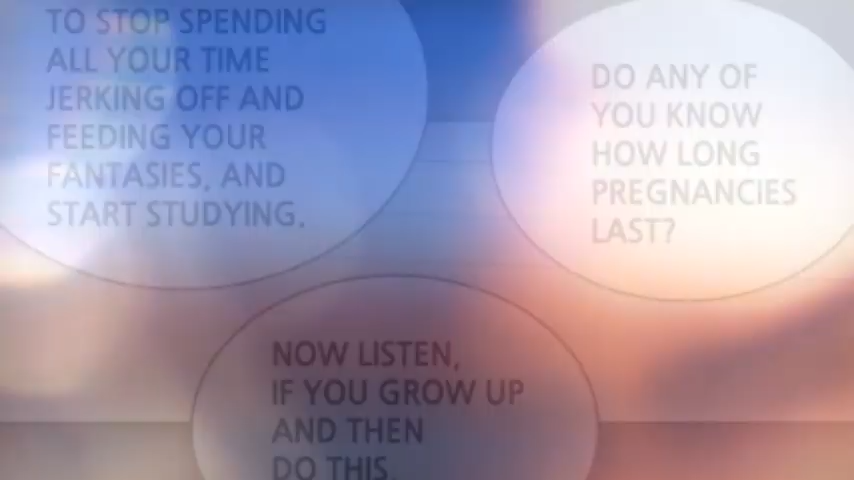 TO STOP SPENDING
ALL YOUR TIME
JERKING OFF AND
FEEDING YOUR
FANTASIES, AND
START STUDYING.
DO ANY OF
YOU KNOW
HOW LONG
PREGNANCIES
LAST?
NOW LISTEN,
IF YOU GROW UP
AND THEN
DO THIS,